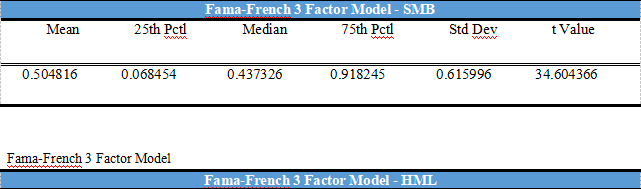 Fama-French 3 Factor Model - SMB
Mean 25th Pctl Median 75th Pctl Std Dev t Value
0.504816 0.068454 0.437326 0.918245 0.615996 34.604366
Fama-French 3 Factor Model
Fama-French 3 Factor Model - HML